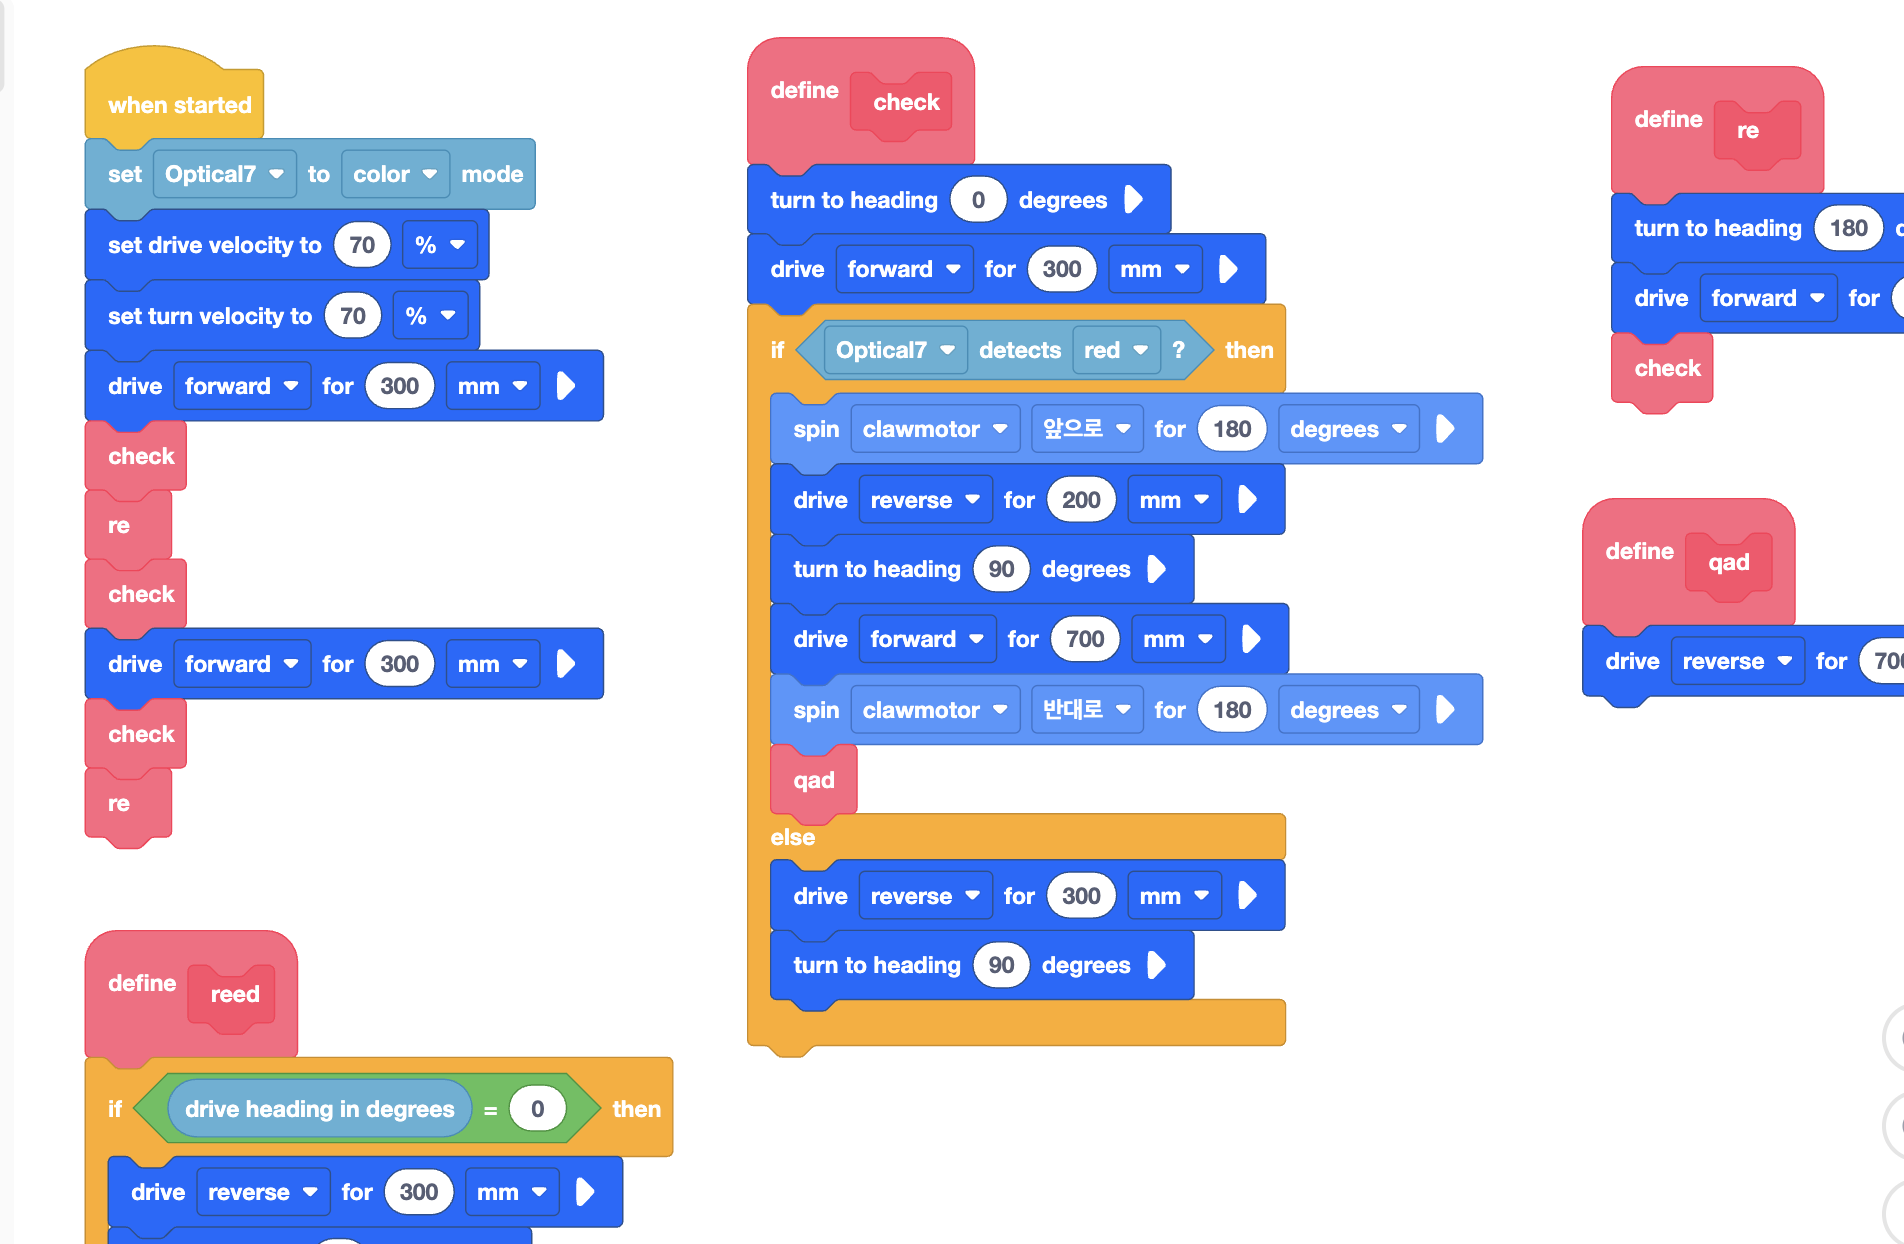 when started
set Optical7 to color mode
set drive velocity to 70 %
set turn velocity to 70 %
drive forward for 300 mm
check
re
check
drive forward for 300 mm
check
re
define reed
if drive heading in degrees = 0 then
drive reverse for 300 mm
define check
turn to heading 0 degrees
drive forward for 300 mm
if Optical7 detects red ? then
spin clawmotor 앞으로 for 180 degrees
drive reverse for 200 mm
turn to heading 90 degrees
drive forward for 700 mm
spin clawmotor 반대로 for 180 degrees
qad
else
drive reverse for 300 mm
turn to heading 90 degrees
define re
turn to heading 180
drive forward for
check
define qad
drive reverse for 700